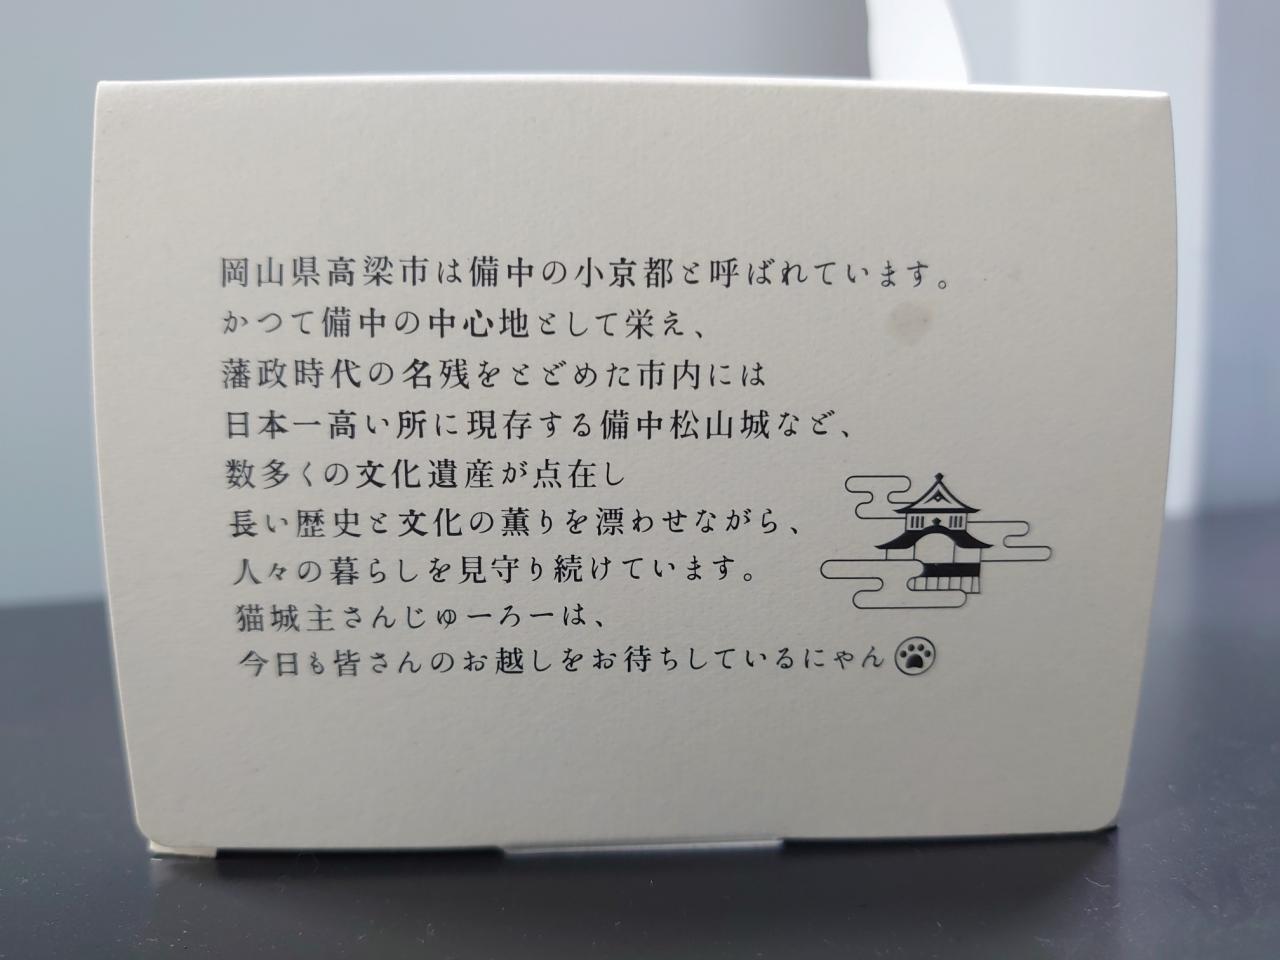 岡山県高梁市は備中の小京都と呼ばれています。
かつて備中の中心地として栄え、
藩政時代の名残をとどめた市内には
日本一高い所に現存する備中松山城など、
数多くの文化遺産が点在し
長い歴史と文化の薫りを漂わせながら、
人々の暮らしを見守り続けています。
猫城主さんじゅーろーは、
今日も皆さんのお越しをお待ちしているにゃん